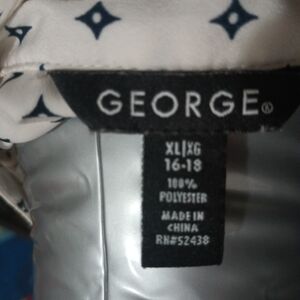 GEORGE®
XL|XG
16-18
100%
POLYESTER
MADE IN
CHINA
RN#52438